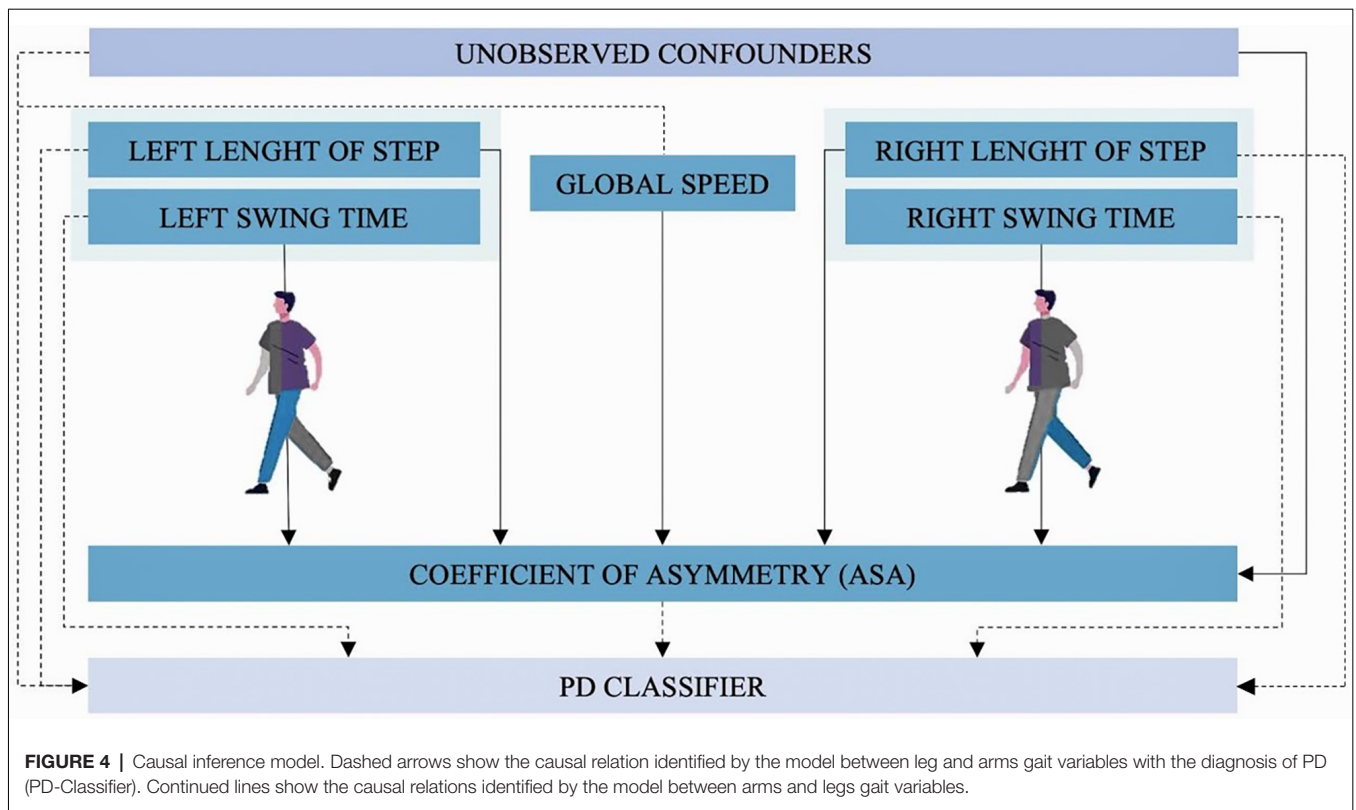 UNOBSERVED CONFOUNDERS
LEFT LENGHT OF STEP
LEFT SWING TIME
GLOBAL SPEED
RIGHT LENGHT OF STEP
RIGHT SWING TIME
COEFFICIENT OF ASYMMETRY (ASA)
PD CLASSIFIER
FIGURE 4 | Causal inference model. Dashed arrows show the causal relation identified by the model between leg and arms gait variables with the diagnosis of PD
(PD-Classifier). Continued lines show the causal relations identified by the model between arms and legs gait variables.